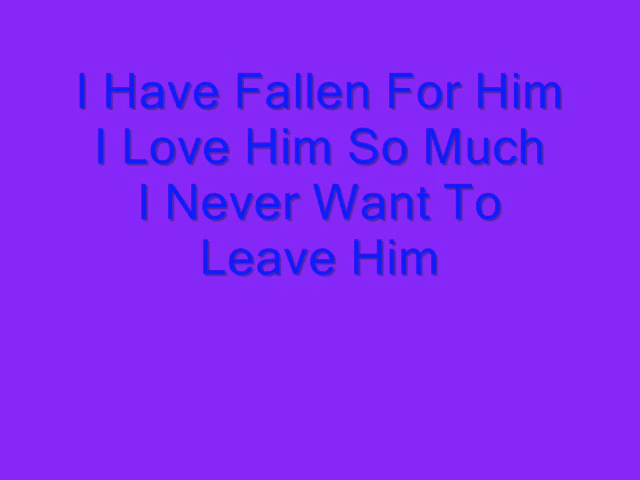 I Have Fallen For Him
I Love Him So Much
I Never Want To
Leave Him